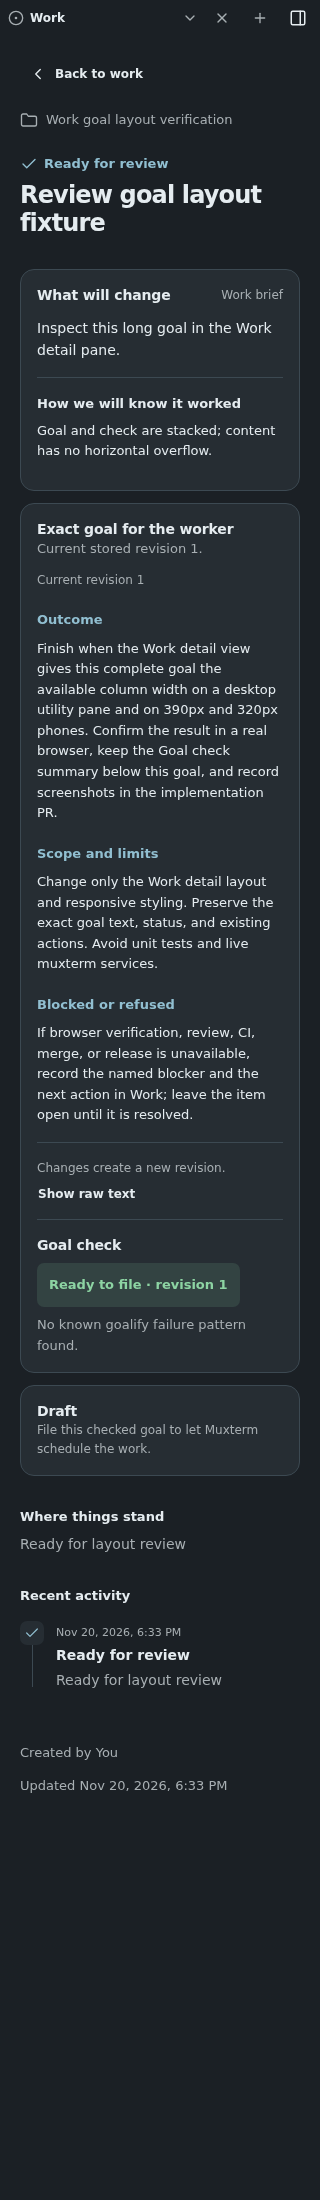 Work
Back to work
Work goal layout verification
Ready for review
Review goal layout
fixture
What will change
Work brief
Inspect this long goal in the Work
detail pane.
How we will know it worked
Goal and check are stacked; content
has no horizontal overflow.
Exact goal for the worker
Current stored revision 1.
Current revision 1
Outcome
Finish when the Work detail view
gives this complete goal the
available column width on a desktop
utility pane and on 390px and 320px
phones. Confirm the result in a real
browser, keep the Goal check
summary below this goal, and record
screenshots in the implementation
PR.
Scope and limits
Change only the Work detail layout
and responsive styling. Preserve the
exact goal text, status, and existing
actions. Avoid unit tests and live
muxterm services.
Blocked or refused
If browser verification, review, CI,
merge, or release is unavailable,
record the named blocker and the
next action in Work; leave the item
open until it is resolved.
Changes create a new revision.
Show raw text
Goal check
Ready to file · revision 1
No known goalify failure pattern
found.
Draft
File this checked goal to let Muxterm
schedule the work.
Where things stand
Ready for layout review
Recent activity
Nov 20, 2026, 6:33 PM
Ready for review
Ready for layout review
Created by You
Updated Nov 20, 2026, 6:33 PM